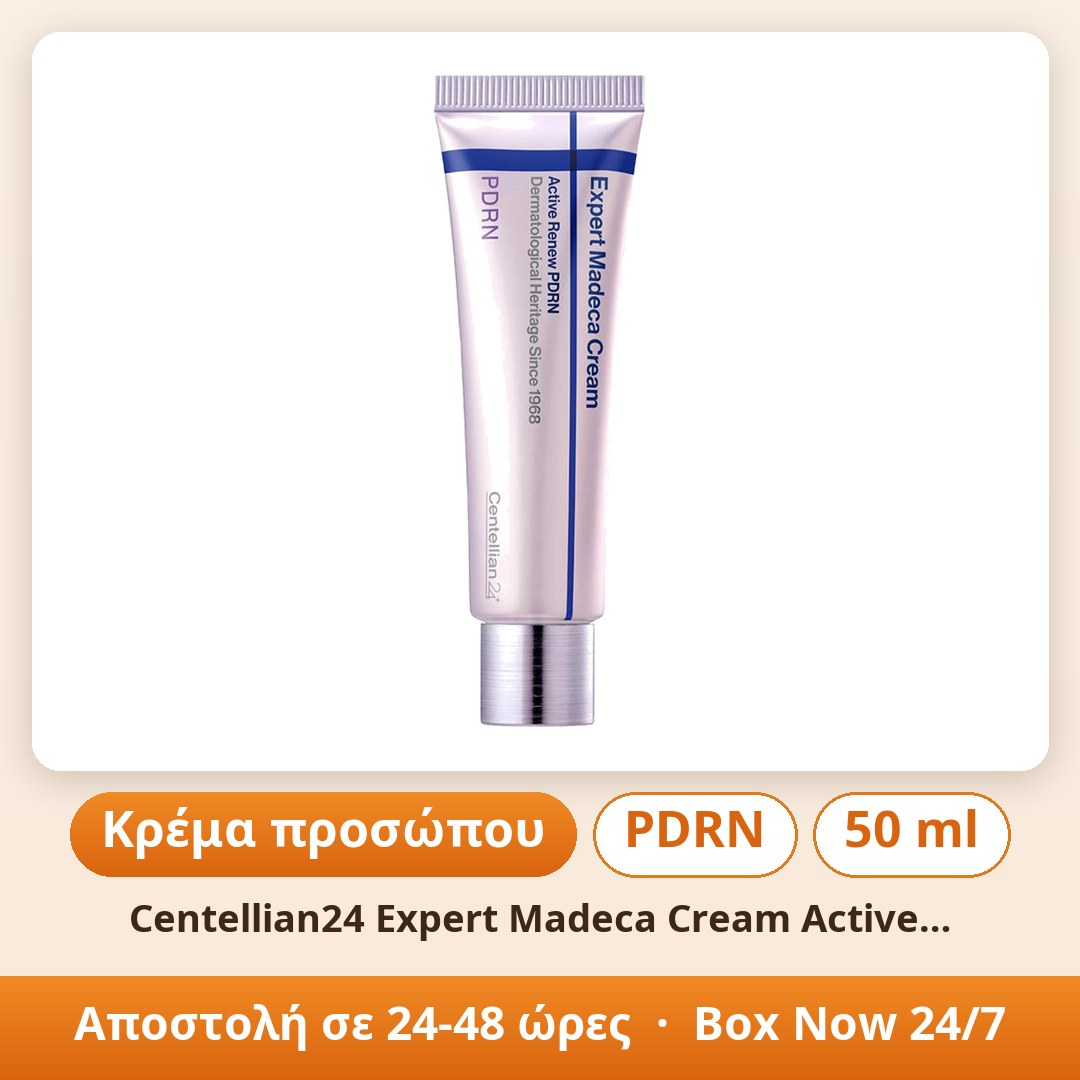 Expert Madeca Cream
Active Renew PDRN
Dermatological Heritage Since 1968
PDRN
Centellian24
Κρέμα προσώπου
PDRN
50 ml
Centellian24 Expert Madeca Cream Active...
Αποστολή σε 24-48 ώρες · Box Now 24/7